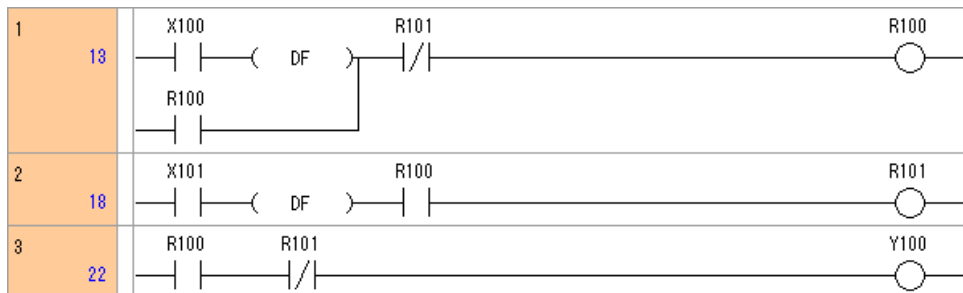 1 X100 R101 R100
13 ( DF )
R100
2 X101 R100 R101
18 ( DF )
3 R100 R101 Y100
22